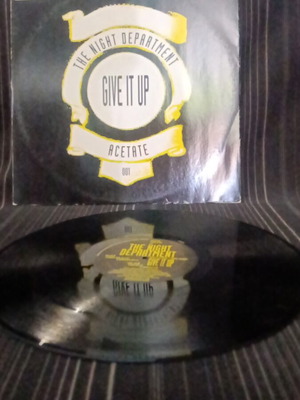 THE NIGHT DEPARTMENT
GIVE IT UP
ACETATE
001
THE NIGHT
DEPARTMENT
GIVE IT UP